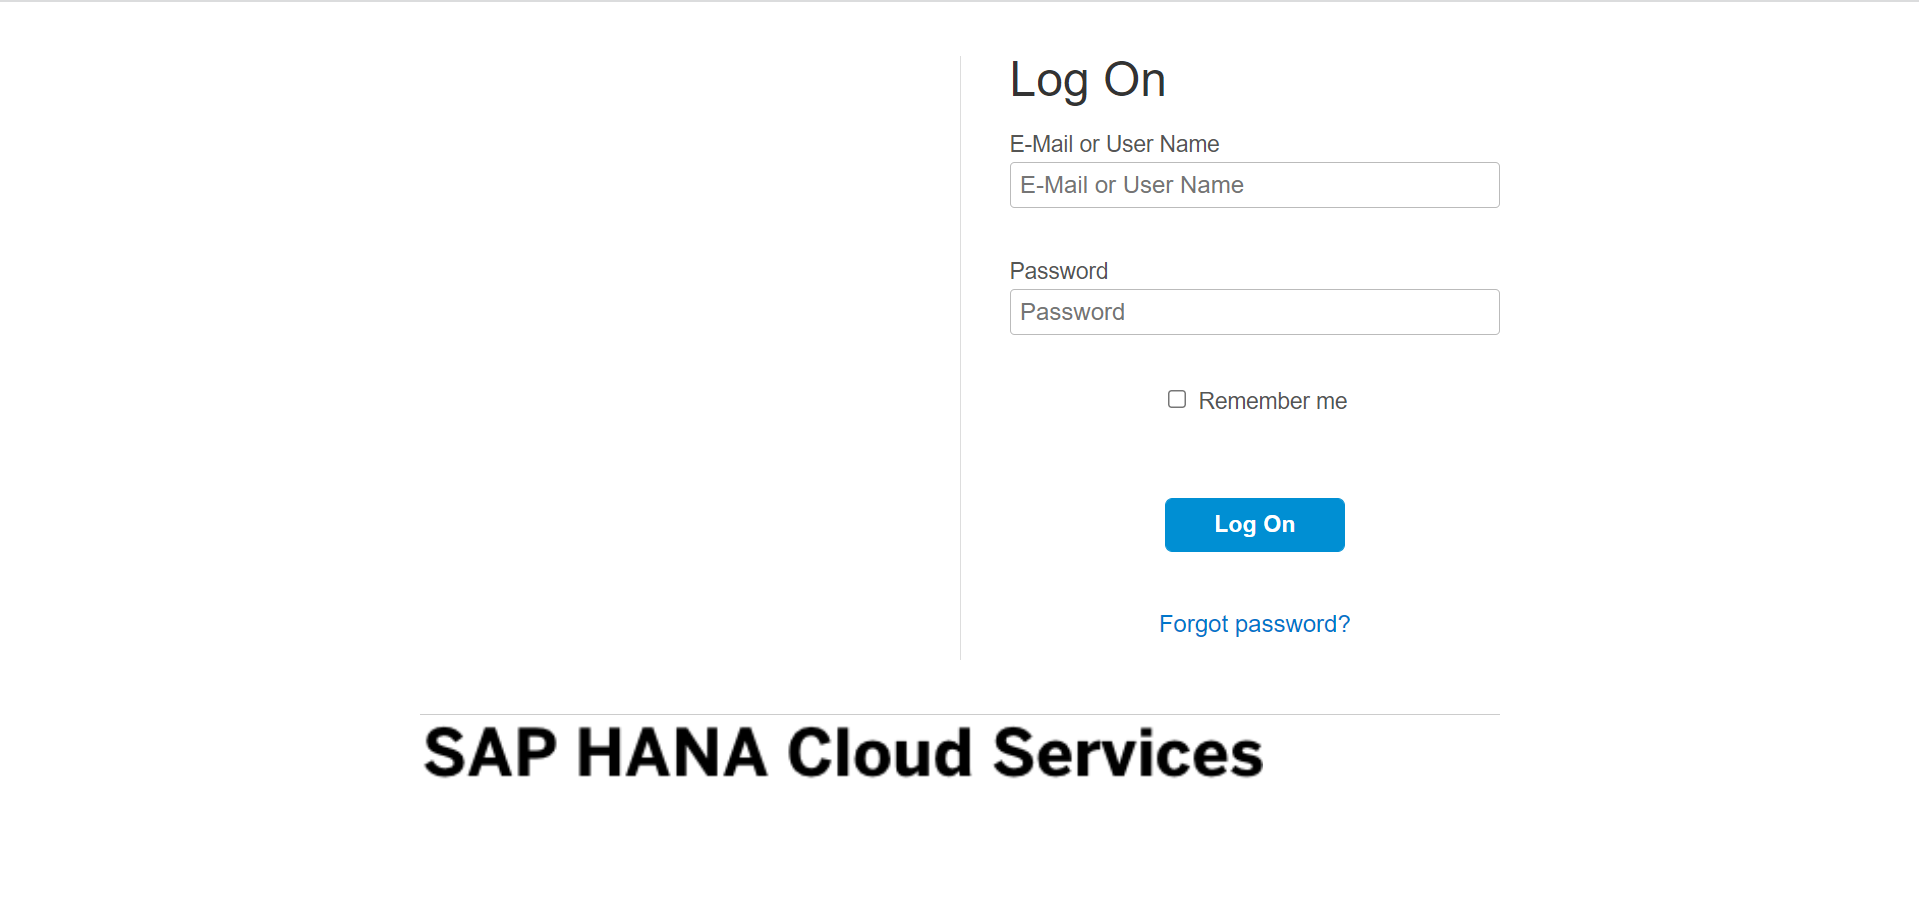 Log On
E-Mail or User Name
E-Mail or User Name
Password
Password
Remember me
Log On
Forgot password?
SAP HANA Cloud Services